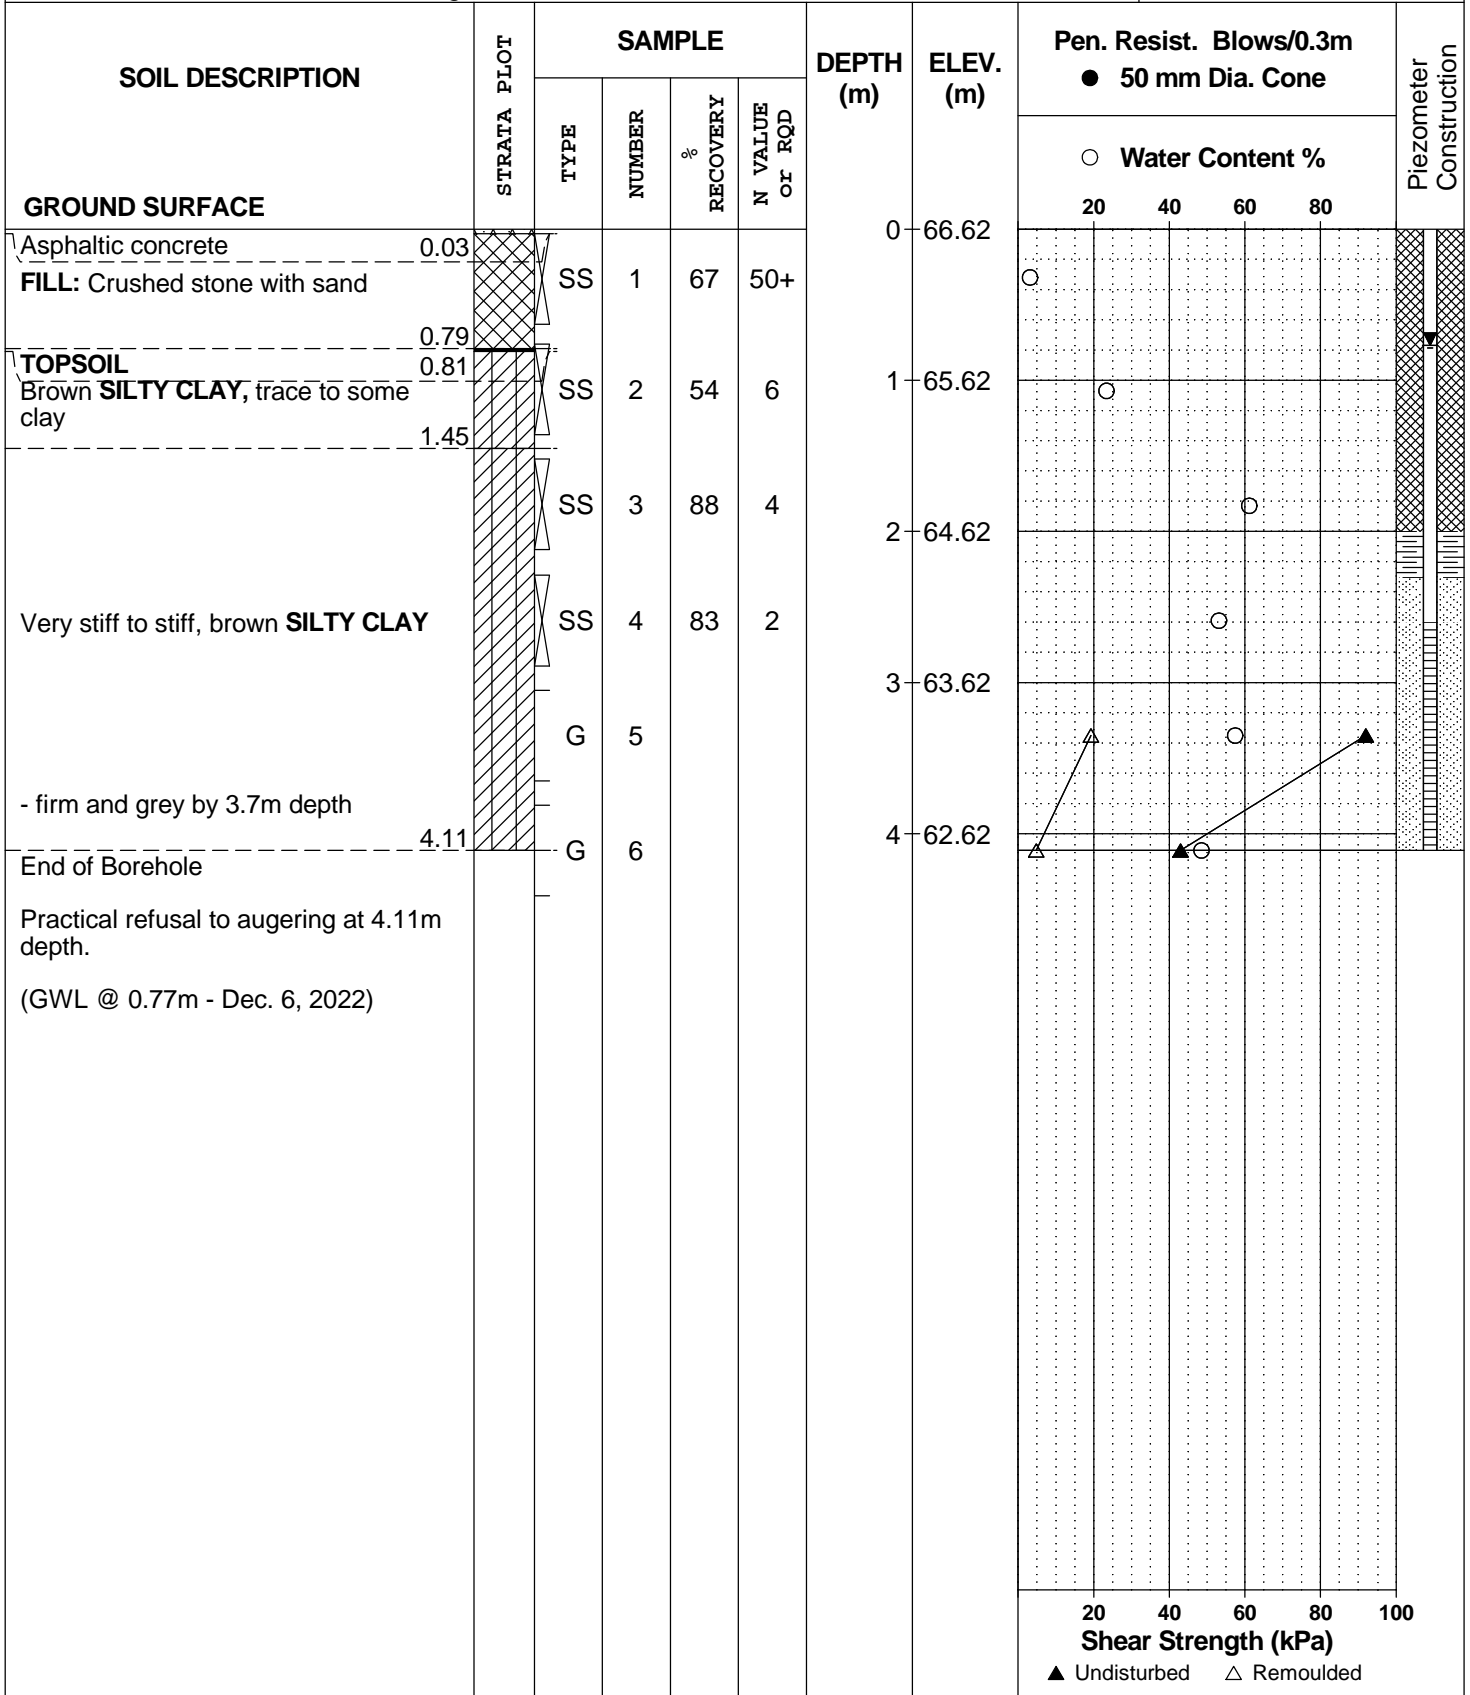 SOIL DESCRIPTION
GROUND SURFACE
STRATA PLOT
SAMPLE
TYPE
NUMBER
% RECOVERY
N VALUE or RQD
DEPTH (m)
ELEV. (m)
Pen. Resist. Blows/0.3m
● 50 mm Dia. Cone
○ Water Content %
20 40 60 80
Piezometer Construction
0 66.62
Asphaltic concrete 0.03
FILL: Crushed stone with sand
SS 1 67 50+
0.79
TOPSOIL 0.81
Brown SILTY CLAY, trace to some
clay
1.45
SS 2 54 6
1 65.62
SS 3 88 4
2 64.62
Very stiff to stiff, brown SILTY CLAY
SS 4 83 2
3 63.62
G 5
- firm and grey by 3.7m depth
4.11
4 62.62
G 6
End of Borehole
Practical refusal to augering at 4.11m
depth.
(GWL @ 0.77m - Dec. 6, 2022)
20 40 60 80 100
Shear Strength (kPa)
▲ Undisturbed △ Remoulded